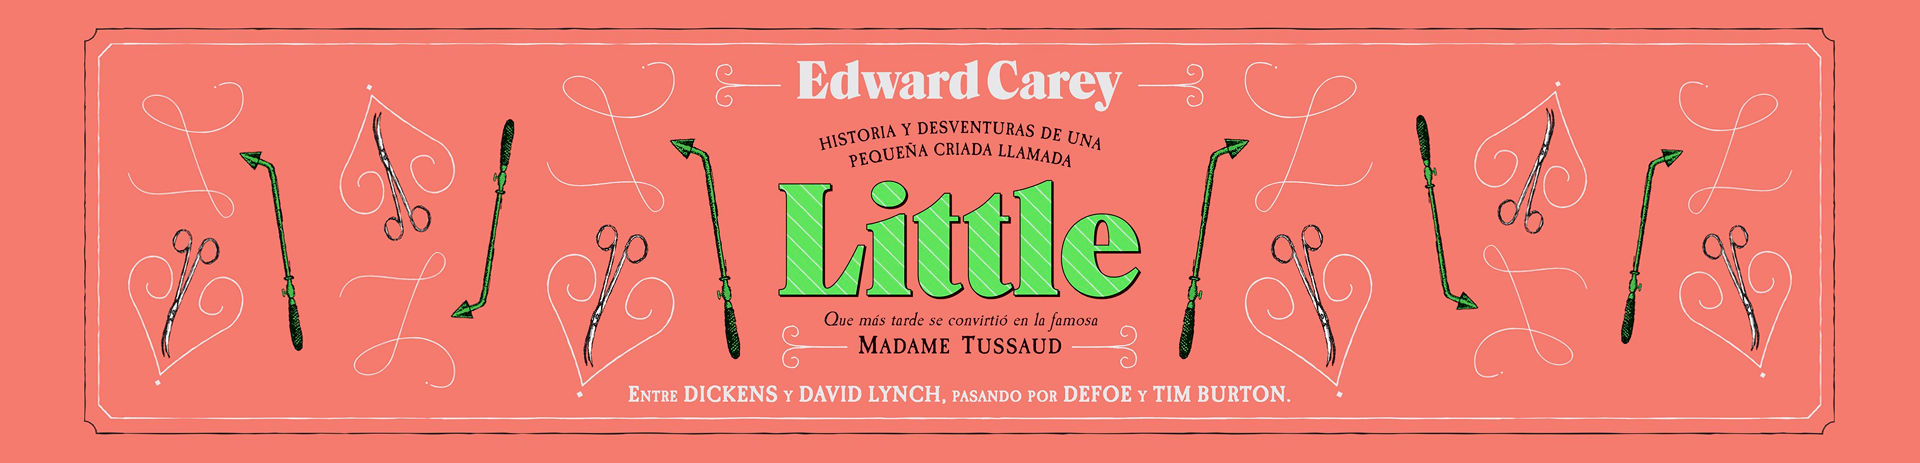 Edward Carey
HISTORIA Y DESVENTURAS DE UNA
PEQUEÑA CRIADA LLAMADA
Little
Que más tarde se convirtió en la famosa
MADAME TUSSAUD
ENTRE DICKENS Y DAVID LYNCH, PASANDO POR DEFOE Y TIM BURTON.